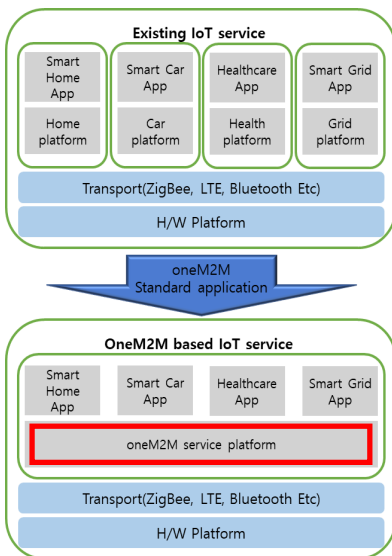 Existing IoT service
Smart
Home
App
Smart Car
App
Healthcare
App
Smart Grid
App
Home
platform
Car
platform
Health
platform
Grid
platform
Transport(ZigBee, LTE, Bluetooth Etc)
H/W Platform
oneM2M
Standard application
OneM2M based IoT service
Smart
Home
App
Smart Car
App
Healthcare
App
Smart Grid
App
oneM2M service platform
Transport(ZigBee, LTE, Bluetooth Etc)
H/W Platform